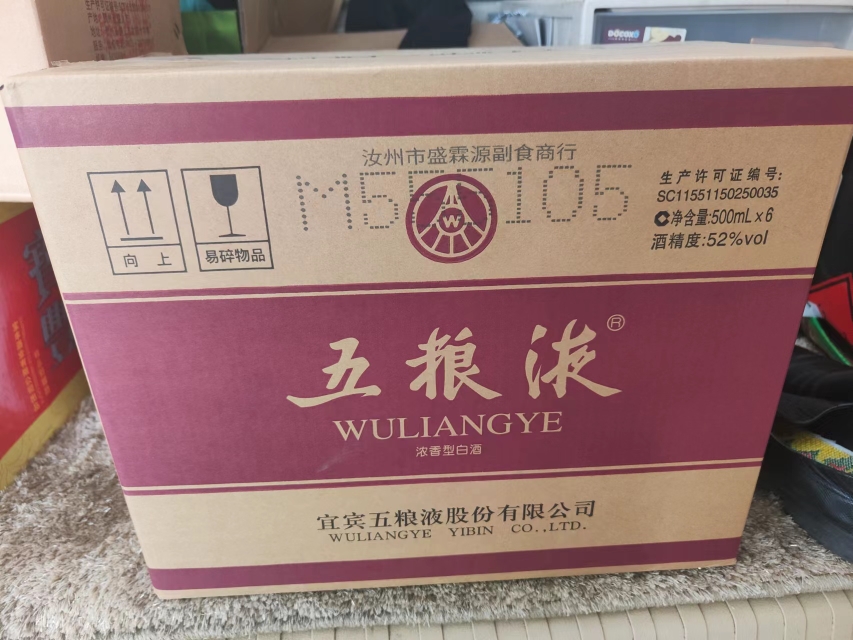 汝州市盛霖源副食商行
向 上
易碎物品
W
生产许可证编号:
SC11551150250035
净含量:500mL x 6
酒精度:52%vol
五粮液®
WULIANGYE
浓香型白酒
宜宾五粮液股份有限公司
WULIANGYE YIBIN CO.,LTD.